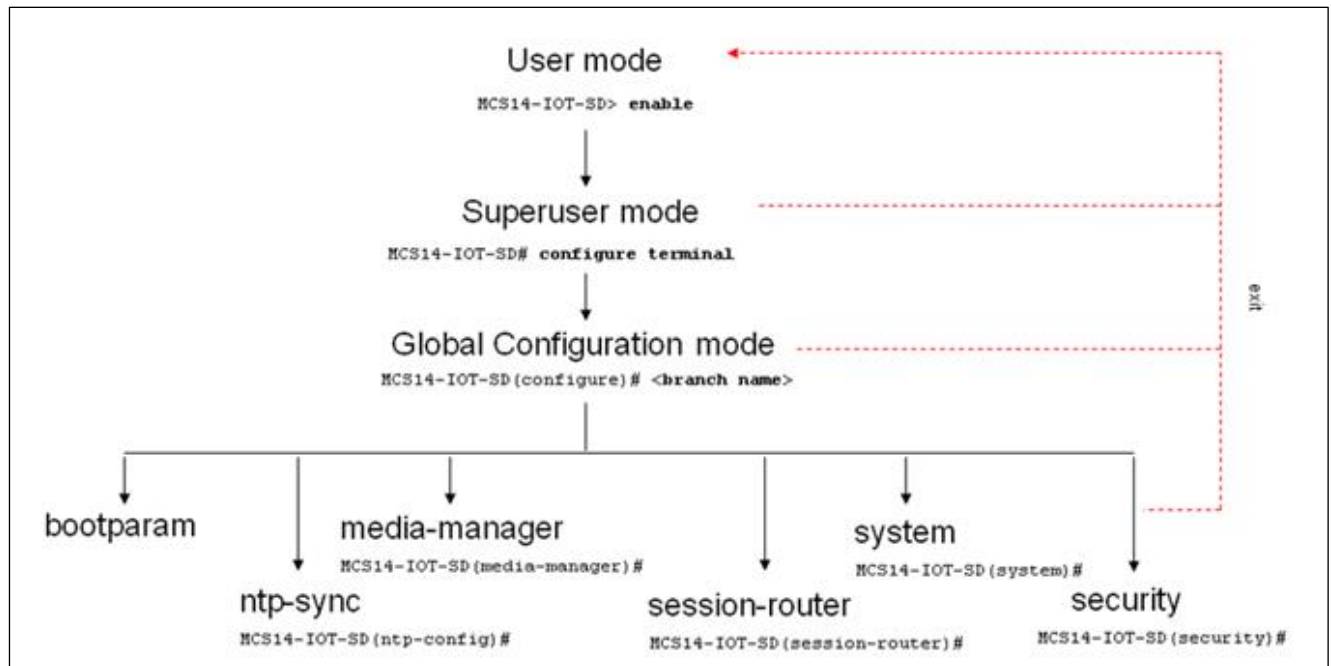 User mode
MCS14-IOT-SD> enable
Superuser mode
MCS14-IOT-SD# configure terminal
exit
Global Configuration mode
MCS14-IOT-SD(configure)# <branch name>
bootparam
media-manager
MCS14-IOT-SD(media-manager)#
system
MCS14-IOT-SD(system)#
ntp-sync
MCS14-IOT-SD(ntp-config)#
session-router
MCS14-IOT-SD(session-router)#
security
MCS14-IOT-SD(security)#